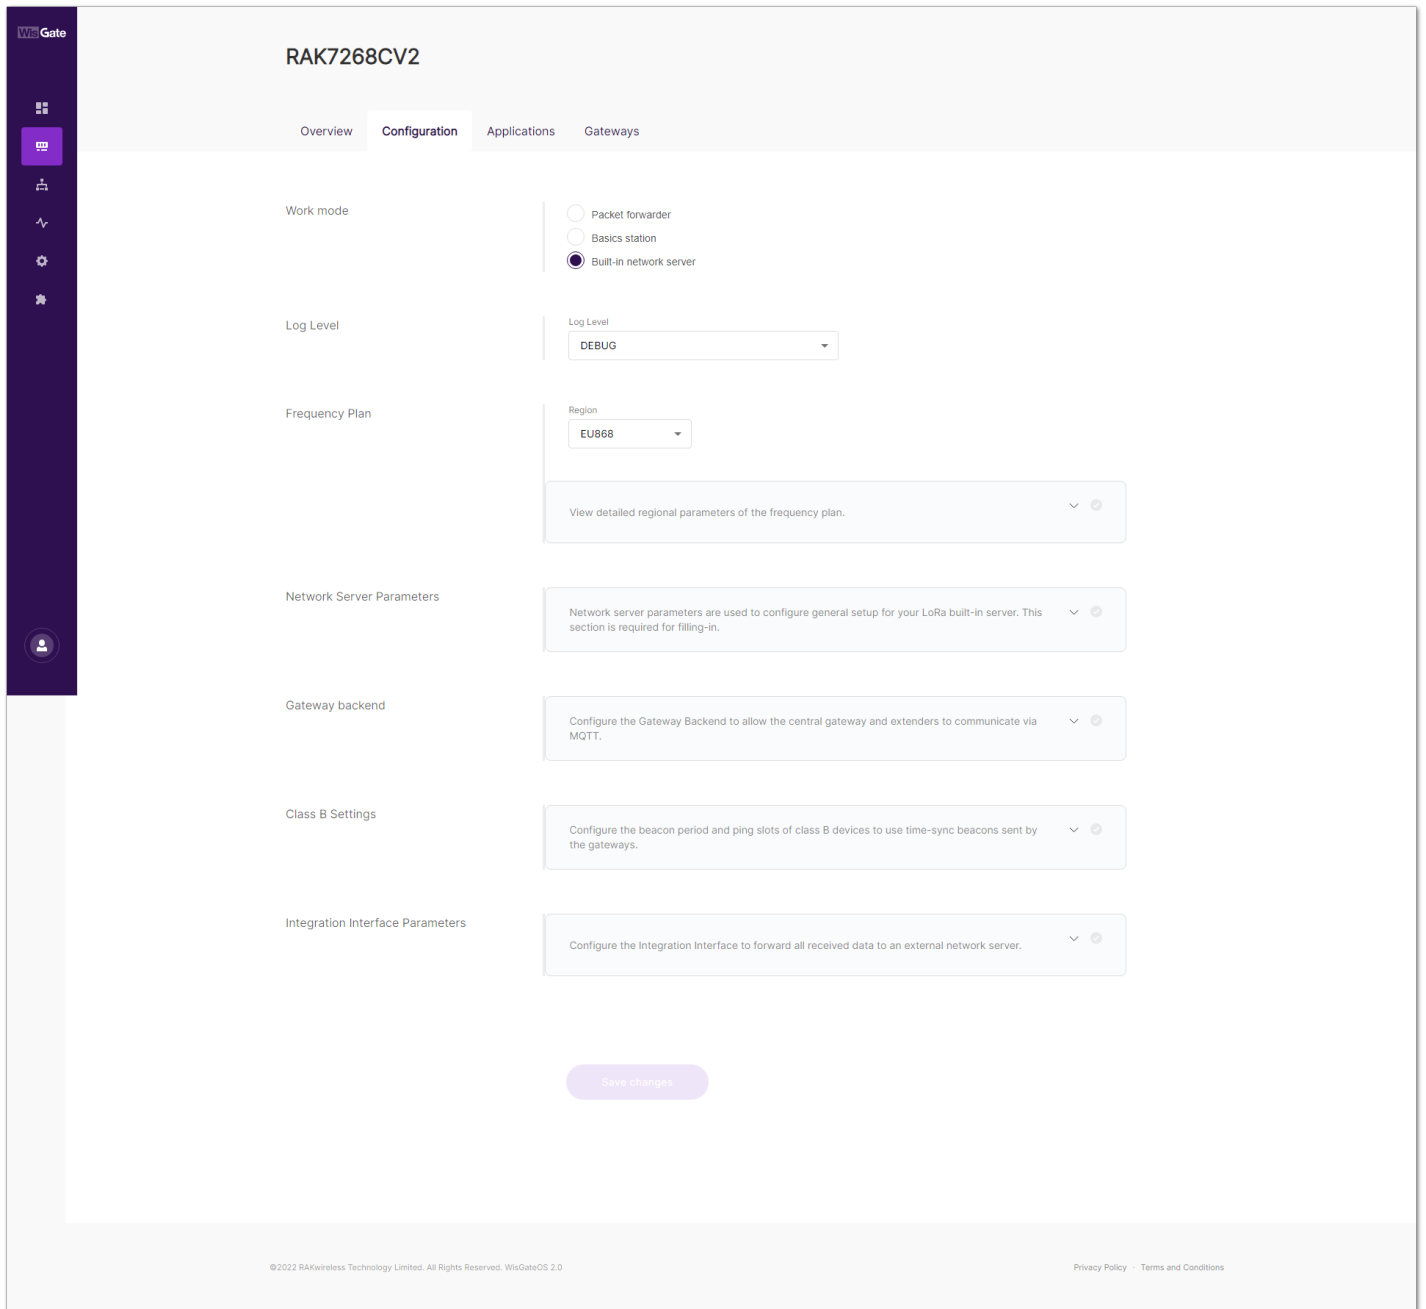 WisGate
RAK7268CV2
Overview
Configuration
Applications
Gateways
Work mode
Packet forwarder
Basics station
Built-in network server
Log Level
Log Level
DEBUG
Frequency Plan
Region
EU868
View detailed regional parameters of the frequency plan.
Network Server Parameters
Network server parameters are used to configure general setup for your LoRa built-in server. This
section is required for filling-in.
Gateway backend
Configure the Gateway Backend to allow the central gateway and extenders to communicate via
MQTT.
Class B Settings
Configure the beacon period and ping slots of class B devices to use time-sync beacons sent by
the gateways.
Integration Interface Parameters
Configure the Integration Interface to forward all received data to an external network server.
Save changes
©2022 RAKwireless Technology Limited. All Rights Reserved. WisGateOS 2.0
Privacy Policy - Terms and Conditions